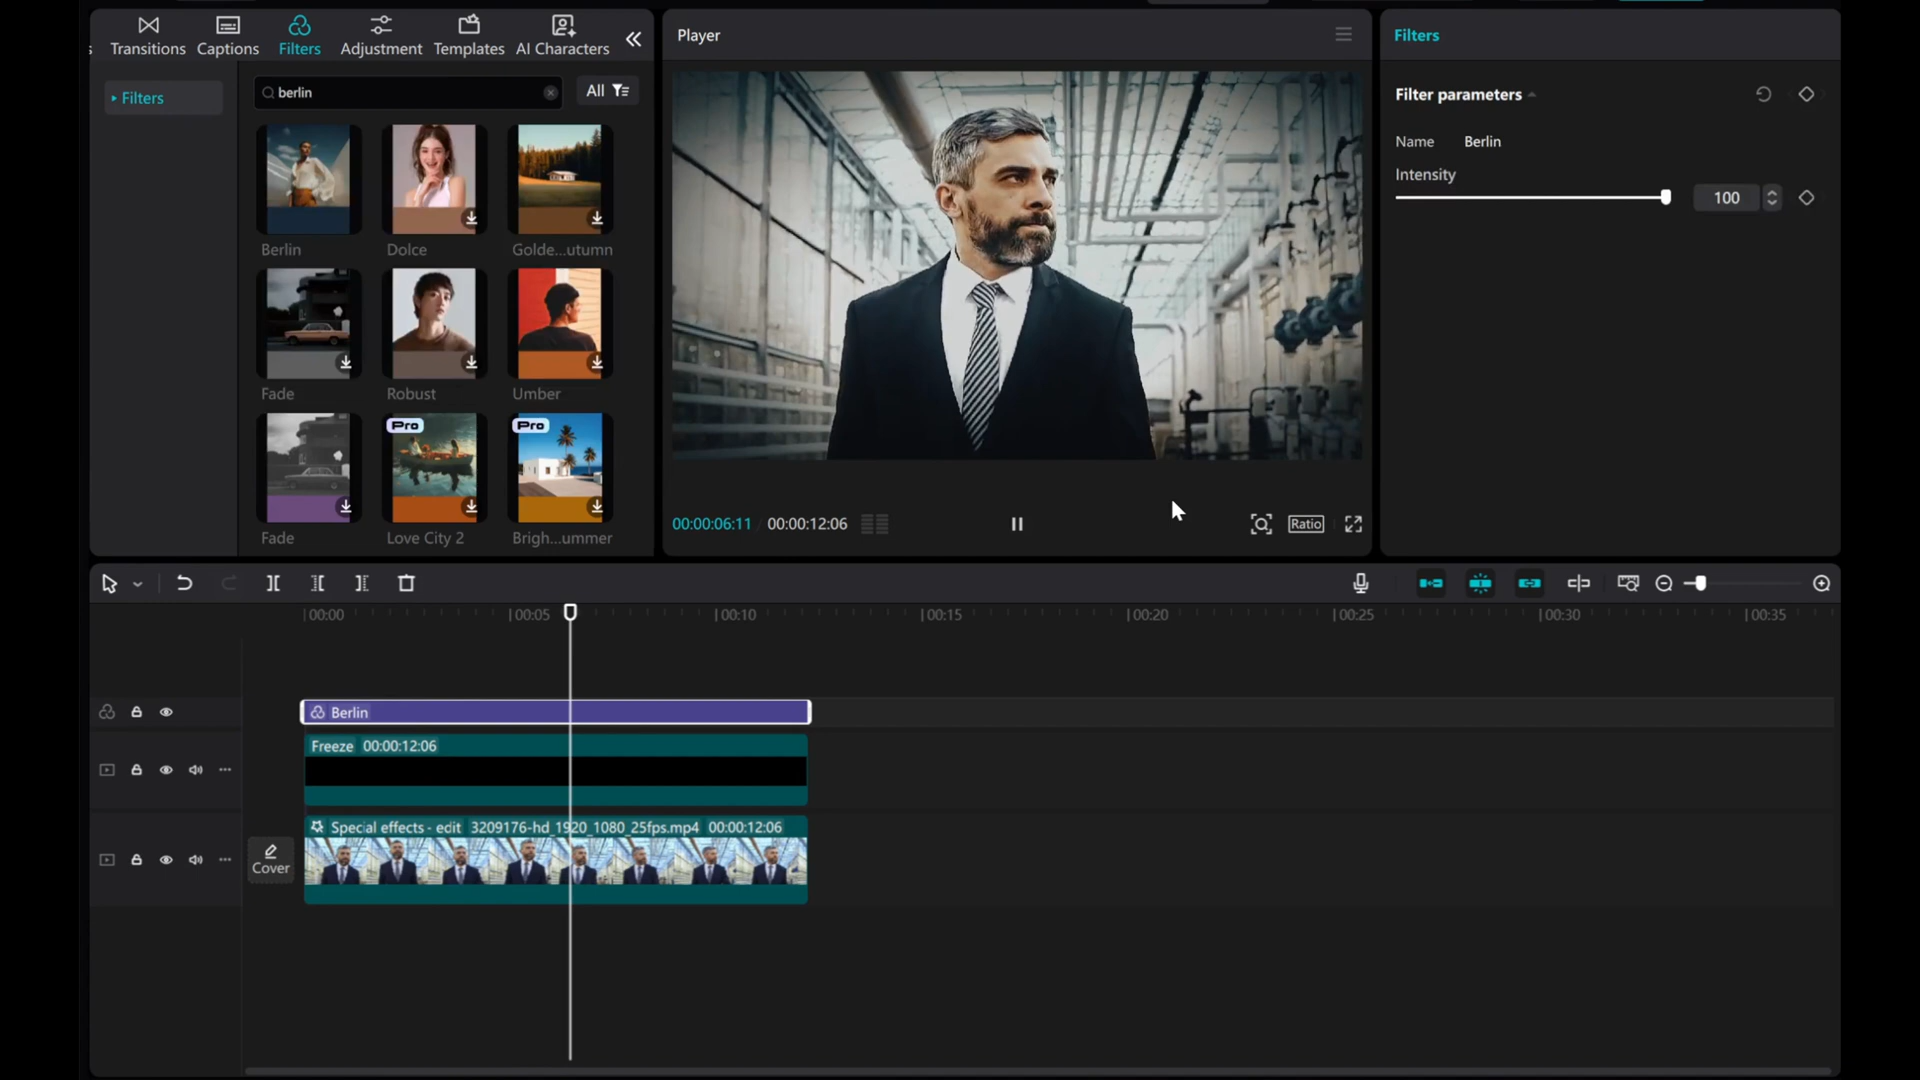 Transitions
Captions
Filters
Adjustment
Templates
AI Characters
Player
Filters
Filters
berlin
All
Filter parameters
Name
Berlin
Intensity
100
Berlin
Dolce
Golde...utumn
Fade
Robust
Umber
Pro
Pro
Fade
Love City 2
Brigh...ummer
00:00:06:11
00:00:12:06
Ratio
00:00
00:05
00:10
00:15
00:20
00:25
00:30
00:35
Berlin
Freeze 00:00:12:06
Special effects - edit 3209176-hd_1920_1080_25fps.mp4 00:00:12:06
Cover